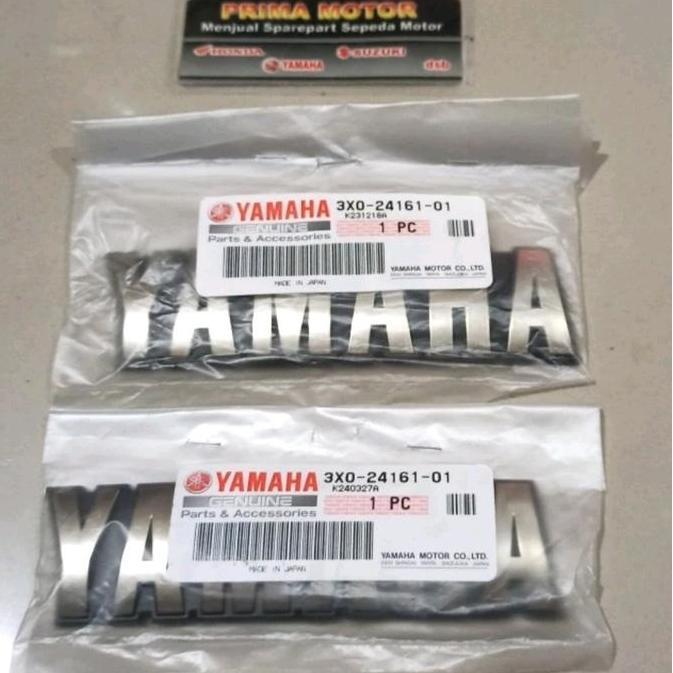 PRIMA MOTOR
Menjual Sparepart Sepeda Motor
HONDA SUZUKI
YAMAHA dsb
YAMAHA 3X0-24161-01
K231218A
GENUINE 1 PC
Parts & Accessories
YAMAHA MOTOR CO.,LTD.
MADE IN JAPAN
YAMAHA
YAMAHA 3X0-24161-01
K240327A
GENUINE 1 PC
Parts & Accessories
YAMAHA MOTOR CO.,LTD.
MADE IN JAPAN
YAMAHA